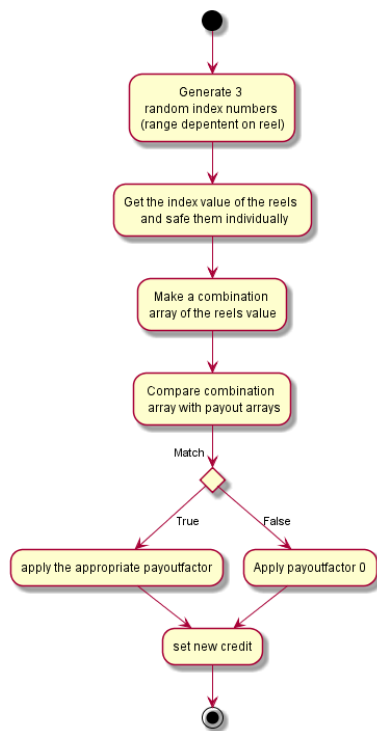 Generate 3
random index numbers
(range depentent on reel)
Get the index value of the reels
and safe them individually
Make a combination
array of the reels value
Compare combination
array with payout arrays
Match
True
False
apply the appropriate payoutfactor
Apply payoutfactor 0
set new credit